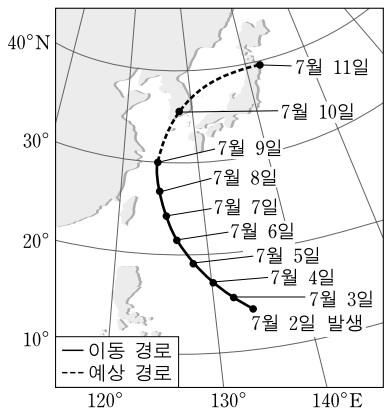 40°N
7월 11일
7월 10일
30°
7월 9일
7월 8일
7월 7일
7월 6일
20°
7월 5일
7월 4일
7월 3일
7월 2일 발생
10°
이동 경로
예상 경로
120°
130°
140°E